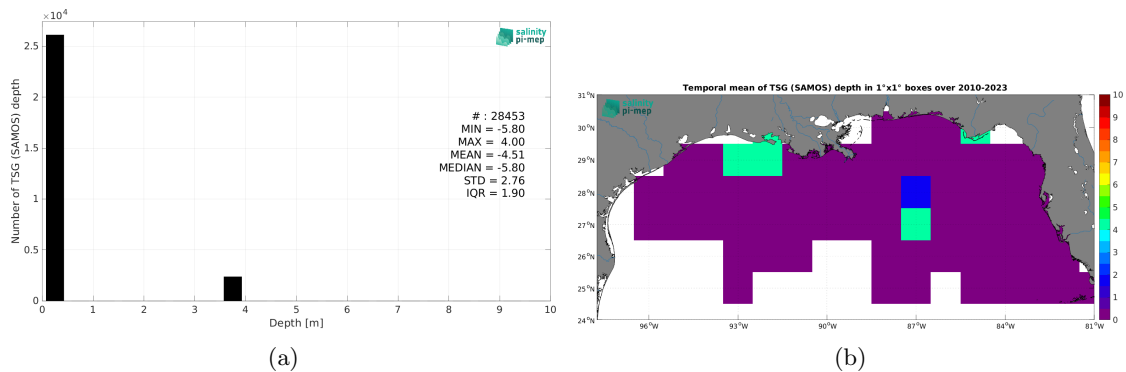 ×10⁴
salinity
pi-mep
2.5
2
1.5
1
0.5
0
Number of TSG (SAMOS) depth
# : 28453
MIN = -5.80
MAX = 4.00
MEAN = -4.51
MEDIAN = -5.80
STD = 2.76
IQR = 1.90
0 1 2 3 4 5 6 7 8 9 10
Depth [m]
(a)
Temporal mean of TSG (SAMOS) depth in 1°x1° boxes over 2010-2023
salinity
pi-mep
31°N
30°N
29°N
28°N
27°N
26°N
25°N
24°N
96°W 93°W 90°W 87°W 84°W 81°W
10
9
8
7
6
5
4
3
2
1
0
(b)